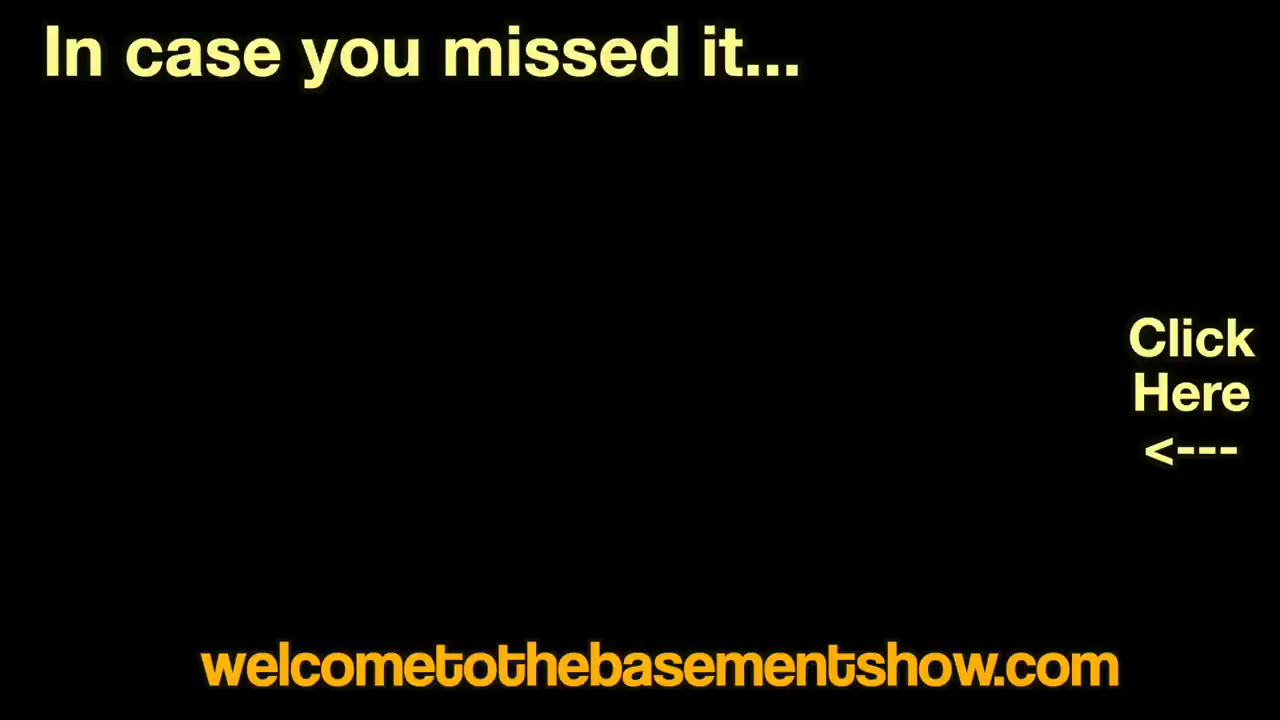 In case you missed it...
Click
Here
<---
welcometothebasementshow.com